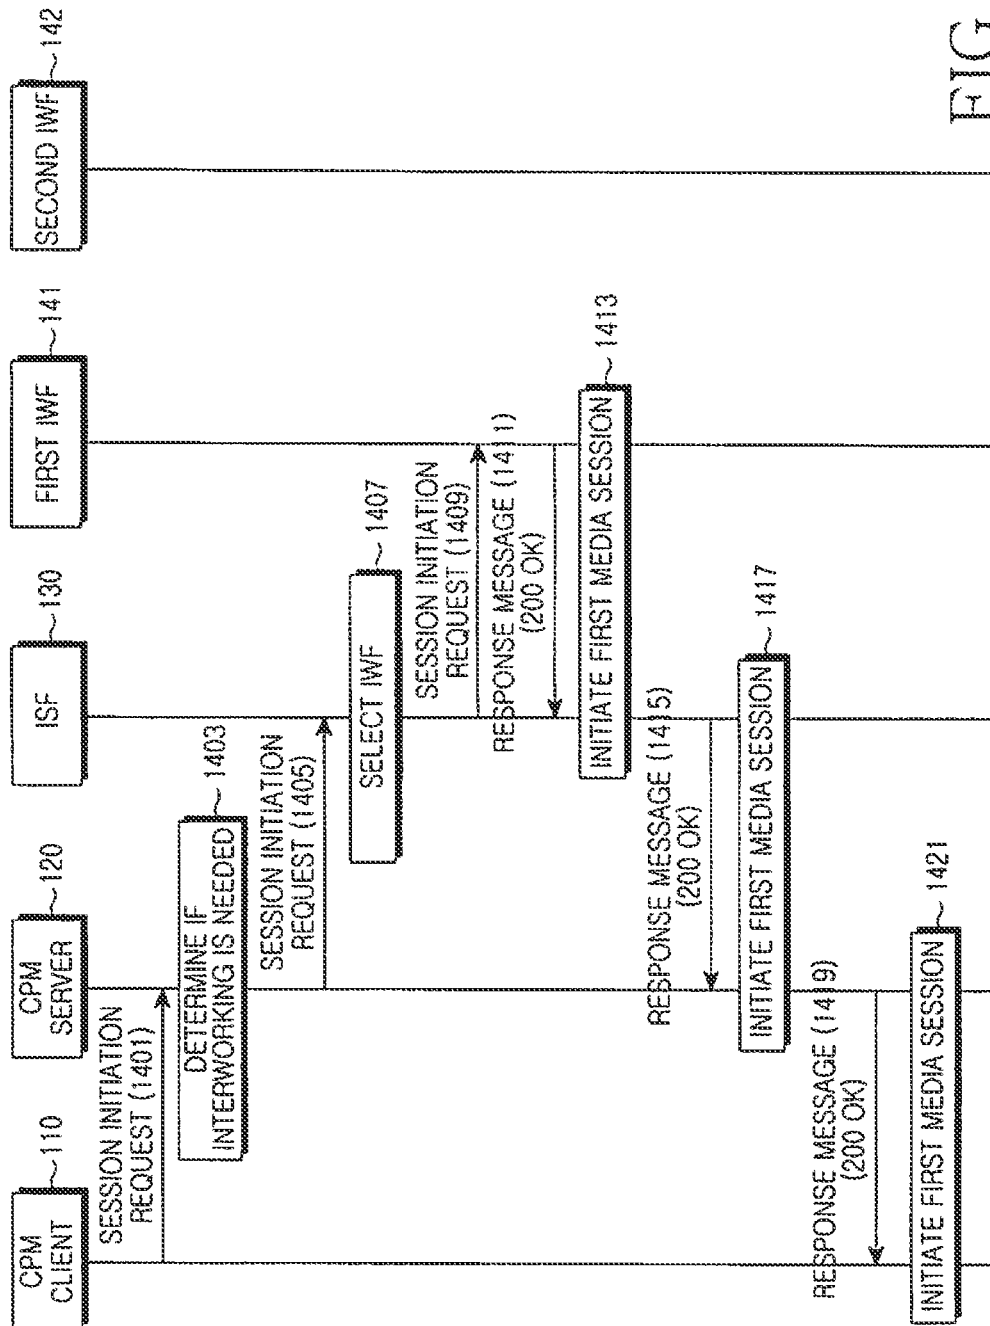 CPM
CLIENT
110
CPM
SERVER
120
ISF
130
FIRST IWF
141
SECOND IWF
142
SESSION INITIATION
REQUEST (1401)
DETERMINE IF
INTERWORKING IS NEEDED
1403
SESSION INITIATION
REQUEST (1405)
SELECT IWF
1407
SESSION INITIATION
REQUEST (1409)
RESPONSE MESSAGE (1411)
(200 OK)
INITIATE FIRST MEDIA SESSION
1413
RESPONSE MESSAGE (1415)
(200 OK)
INITIATE FIRST MEDIA SESSION
1417
RESPONSE MESSAGE (1419)
(200 OK)
INITIATE FIRST MEDIA SESSION
1421
FIG